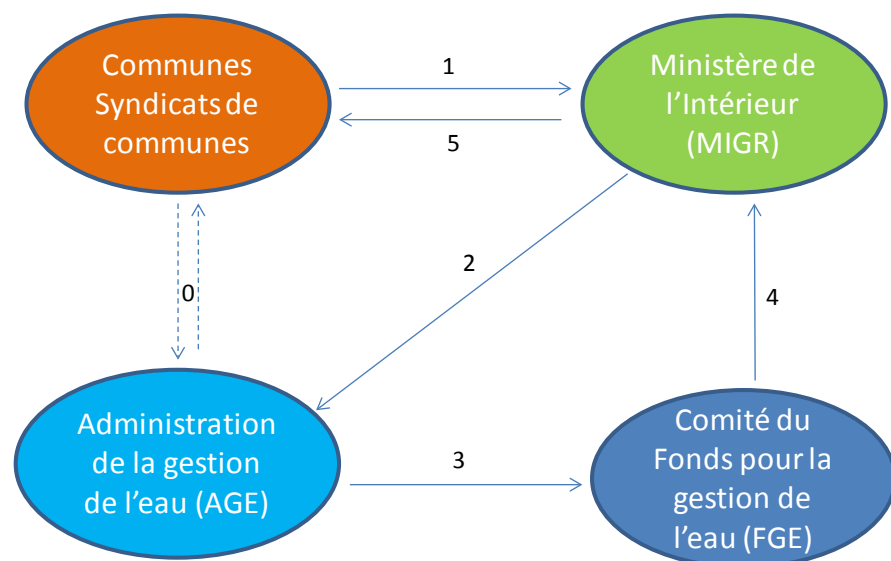 Communes
Syndicats de
communes
1
5
Ministère de
l'Intérieur
(MIGR)
0
2
4
Administration
de la gestion
de l'eau (AGE)
3
Comité du
Fonds pour la
gestion de
l'eau (FGE)